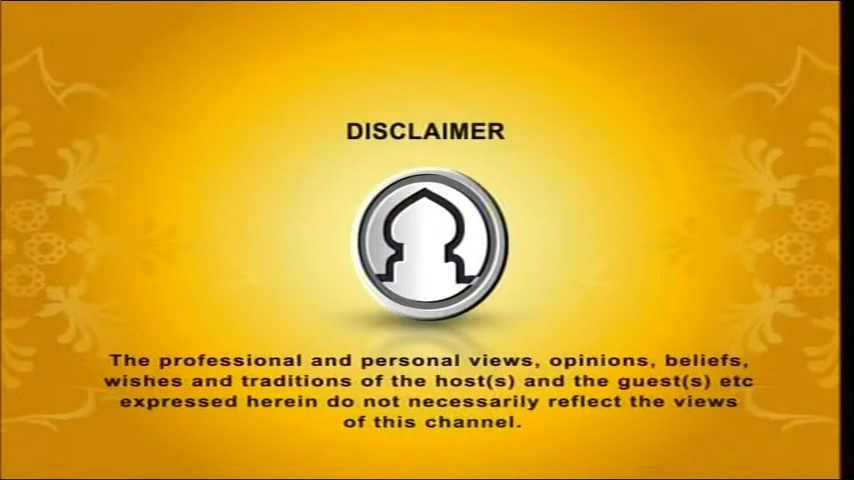 DISCLAIMER
The professional and personal views, opinions, beliefs,
wishes and traditions of the host(s) and the guest(s) etc
expressed herein do not necessarily reflect the views
of this channel.